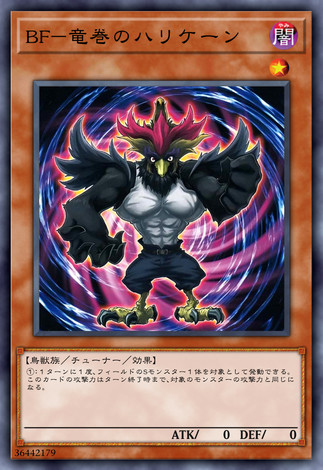 BF－竜巻のハリケーン
やみ
闇
【鳥獣族／チューナー／効果】
①：１ターンに１度、フィールドのSモンスター１体を対象として発動できる。
このカードの攻撃力はターン終了時まで、対象のモンスターの攻撃力と同じに
なる。
ATK/ 0 DEF/ 0
36442179